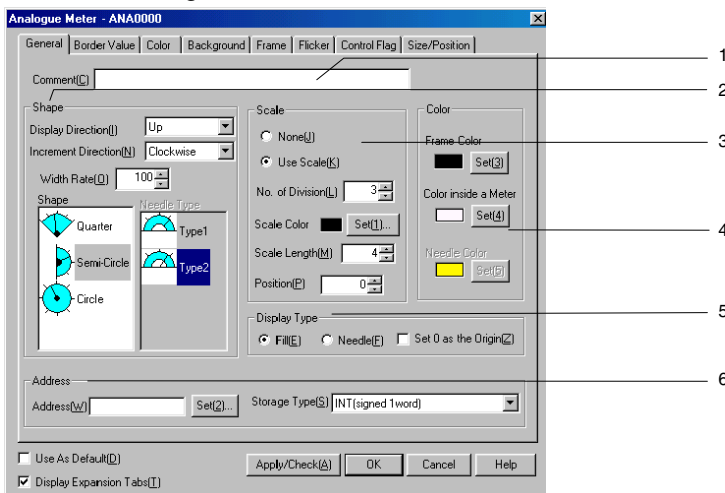 Analogue Meter - ANA0000
General Border Value Color Background Frame Flicker Control Flag Size/Position
Comment(C)
1
2
Shape
Display Direction(I) Up
Increment Direction(N) Clockwise
Width Rate(O) 100
Shape
Needle Type
Quarter
Semi-Circle
Circle
Type1
Type2
Scale
None(J)
Use Scale(K)
No. of Division(L) 3
Scale Color Set(1)...
Scale Length(M) 4
Position(P) 0
Color
Frame Color
Set(3)
Color inside a Meter
Set(4)
Needle Color
Set(5)
3
4
Display Type
Fill(E) Needle(F) Set 0 as the Origin(Z)
5
Address
6
Address(W) Set(2)... Storage Type(S) INT(signed 1word)
Use As Default(D)
Display Expansion Tabs(T)
Apply/Check(A) OK Cancel Help